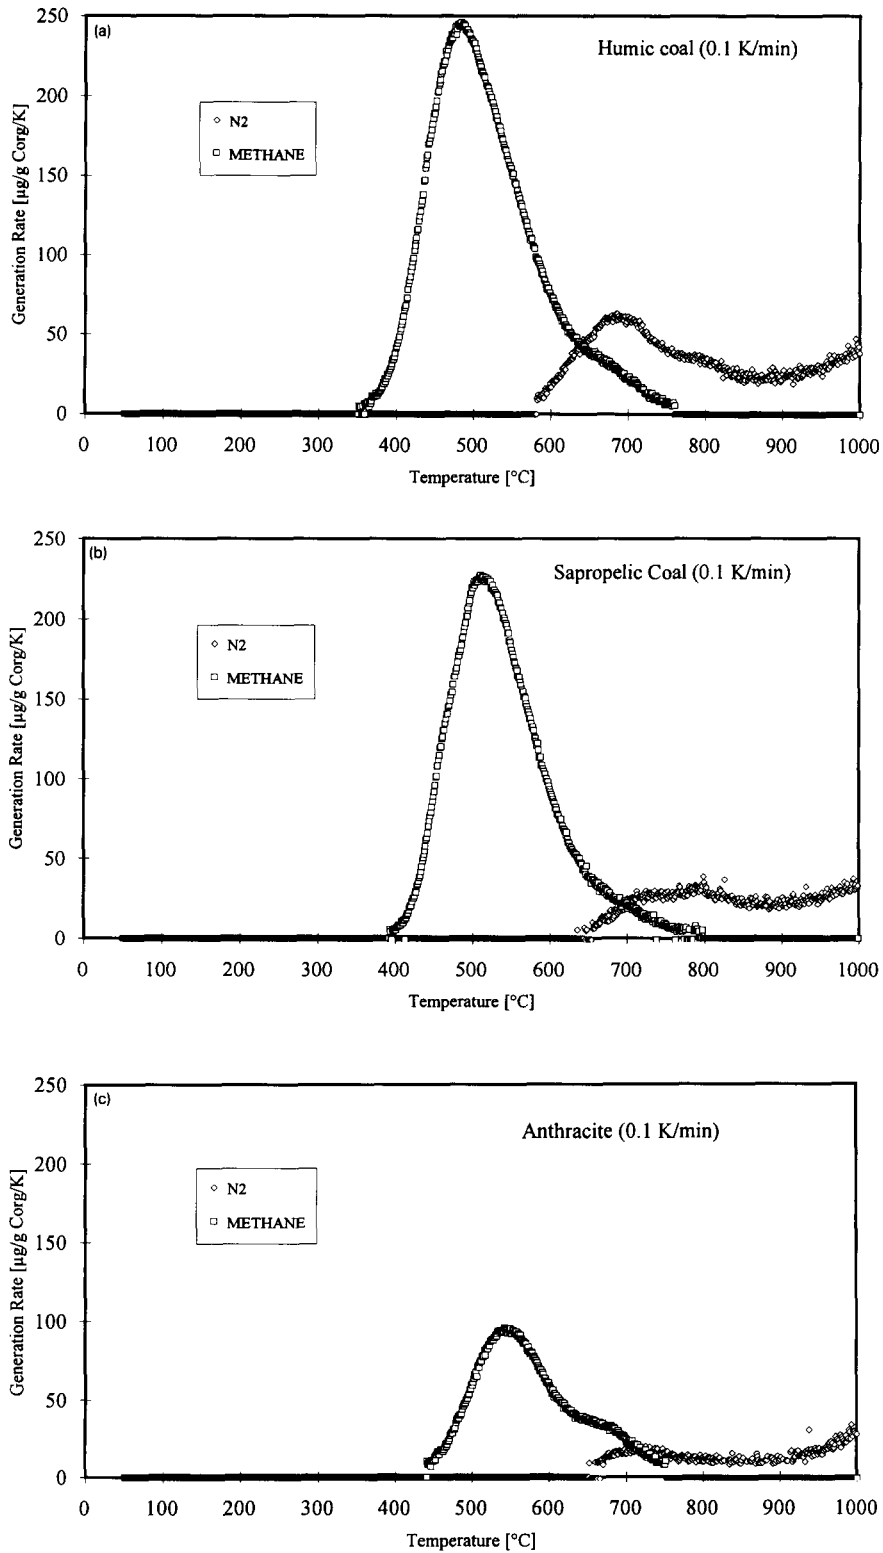 (a)
Humic coal (0.1 K/min)
N2
METHANE
Generation Rate [µg/g Corg/K]
250
200
150
100
50
0
0 100 200 300 400 500 600 700 800 900 1000
Temperature [°C]
(b)
Sapropelic Coal (0.1 K/min)
N2
METHANE
Generation Rate [µg/g Corg/K]
250
200
150
100
50
0
0 100 200 300 400 500 600 700 800 900 1000
Temperature [°C]
(c)
Anthracite (0.1 K/min)
N2
METHANE
Generation Rate [µg/g Corg/K]
250
200
150
100
50
0
0 100 200 300 400 500 600 700 800 900 1000
Temperature [°C]